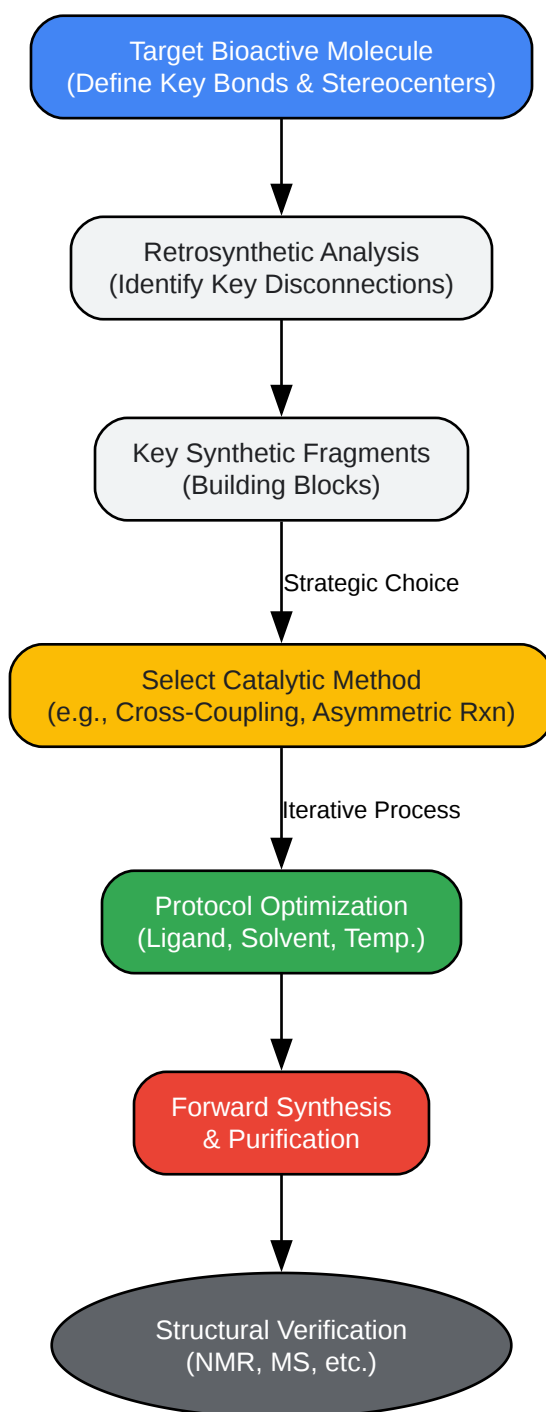 Target Bioactive Molecule
(Define Key Bonds & Stereocenters)
Retrosynthetic Analysis
(Identify Key Disconnections)
Key Synthetic Fragments
(Building Blocks)
Strategic Choice
Select Catalytic Method
(e.g., Cross-Coupling, Asymmetric Rxn)
Iterative Process
Protocol Optimization
(Ligand, Solvent, Temp.)
Forward Synthesis
& Purification
Structural Verification
(NMR, MS, etc.)